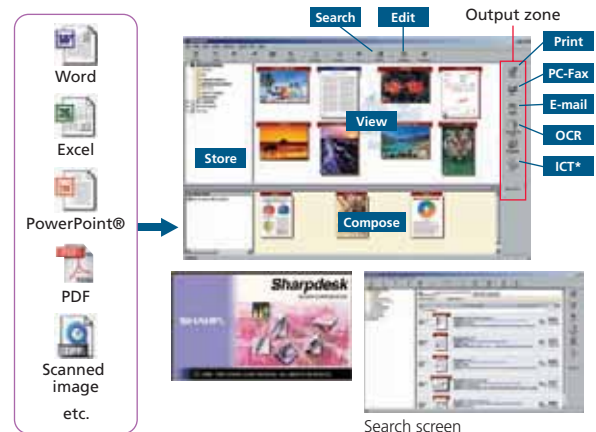 Search
Edit
Output zone
Print
PC-Fax
E-mail
OCR
ICT*
View
Store
Compose
Word
Excel
PowerPoint®
PDF
Scanned
image
etc.
Sharpdesk
SHARP
Search screen